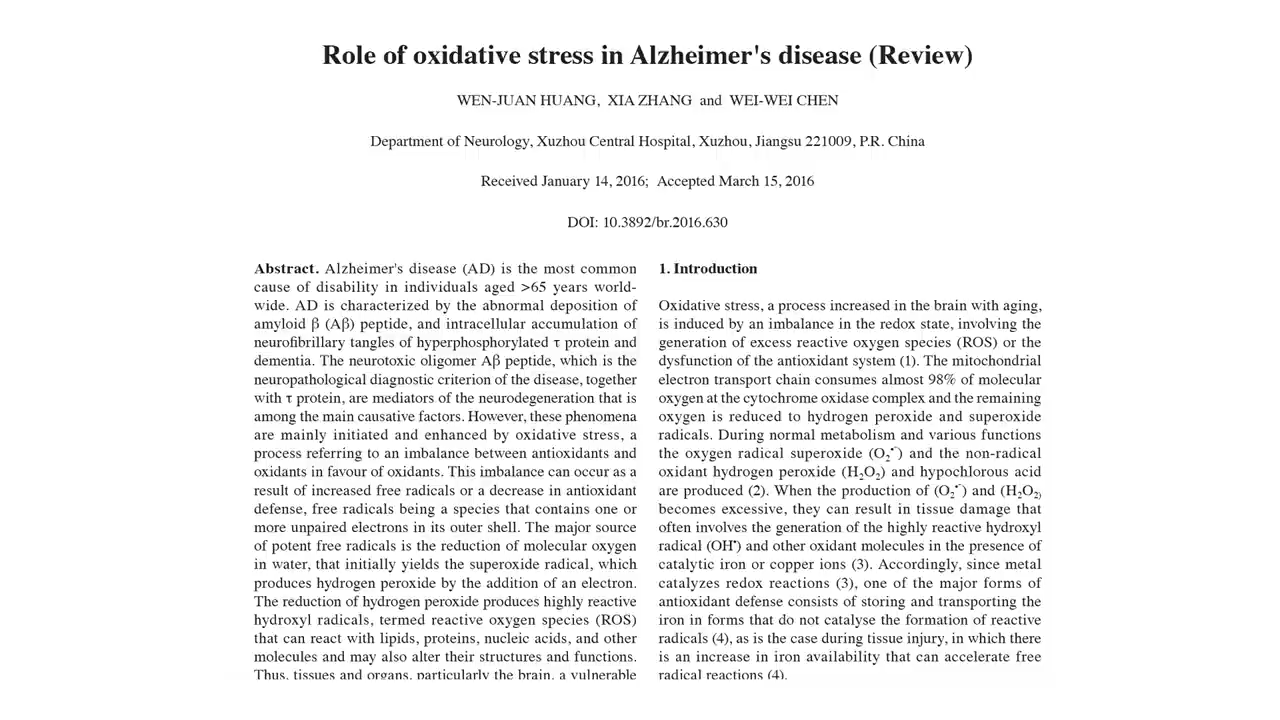 Role of oxidative stress in Alzheimer's disease (Review)
WEN-JUAN HUANG, XIA ZHANG and WEI-WEI CHEN
Department of Neurology, Xuzhou Central Hospital, Xuzhou, Jiangsu 221009, P.R. China
Received January 14, 2016; Accepted March 15, 2016
DOI: 10.3892/br.2016.630
Abstract. Alzheimer's disease (AD) is the most common
cause of disability in individuals aged >65 years world-
wide. AD is characterized by the abnormal deposition of
amyloid β (Aβ) peptide, and intracellular accumulation of
neurofibrillary tangles of hyperphosphorylated τ protein and
dementia. The neurotoxic oligomer Aβ peptide, which is the
neuropathological diagnostic criterion of the disease, together
with τ protein, are mediators of the neurodegeneration that is
among the main causative factors. However, these phenomena
are mainly initiated and enhanced by oxidative stress, a
process referring to an imbalance between antioxidants and
oxidants in favour of oxidants. This imbalance can occur as a
result of increased free radicals or a decrease in antioxidant
defense, free radicals being a species that contains one or
more unpaired electrons in its outer shell. The major source
of potent free radicals is the reduction of molecular oxygen
in water, that initially yields the superoxide radical, which
produces hydrogen peroxide by the addition of an electron.
The reduction of hydrogen peroxide produces highly reactive
hydroxyl radicals, termed reactive oxygen species (ROS)
that can react with lipids, proteins, nucleic acids, and other
molecules and may also alter their structures and functions.
Thus, tissues and organs, particularly the brain, a vulnerable
1. Introduction
Oxidative stress, a process increased in the brain with aging,
is induced by an imbalance in the redox state, involving the
generation of excess reactive oxygen species (ROS) or the
dysfunction of the antioxidant system (1). The mitochondrial
electron transport chain consumes almost 98% of molecular
oxygen at the cytochrome oxidase complex and the remaining
oxygen is reduced to hydrogen peroxide and superoxide
radicals. During normal metabolism and various functions
the oxygen radical superoxide (O₂•⁻) and the non-radical
oxidant hydrogen peroxide (H₂O₂) and hypochlorous acid
are produced (2). When the production of (O₂•⁻) and (H₂O₂)
becomes excessive, they can result in tissue damage that
often involves the generation of the highly reactive hydroxyl
radical (OH•) and other oxidant molecules in the presence of
catalytic iron or copper ions (3). Accordingly, since metal
catalyzes redox reactions (3), one of the major forms of
antioxidant defense consists of storing and transporting the
iron in forms that do not catalyse the formation of reactive
radicals (4), as is the case during tissue injury, in which there
is an increase in iron availability that can accelerate free
radical reactions (4).